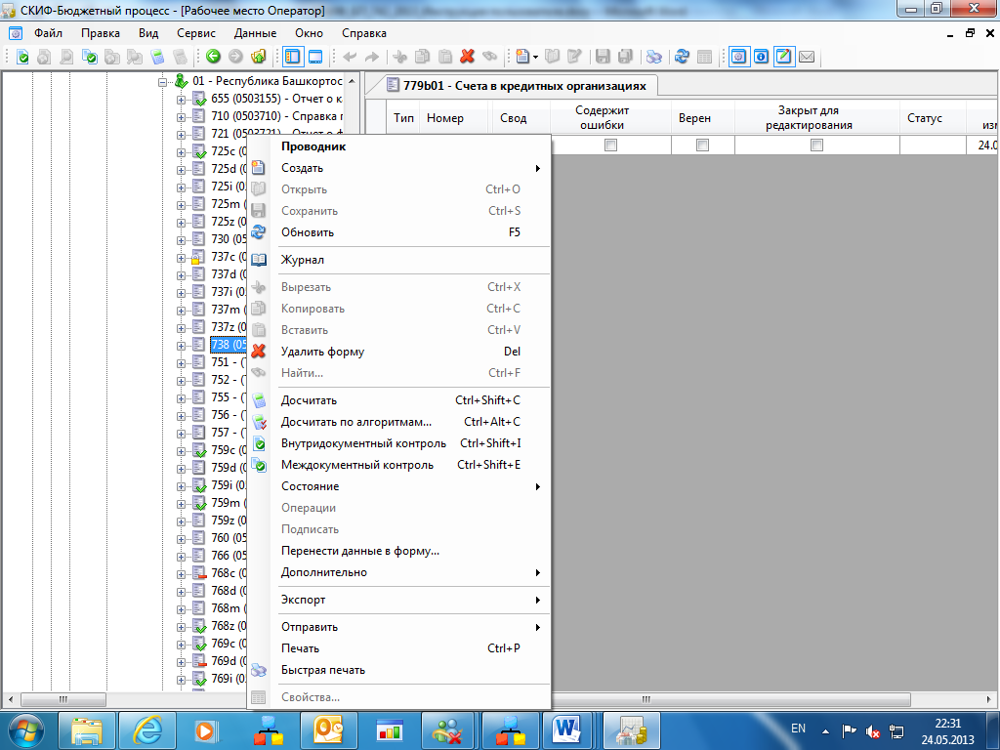 СКИФ-Бюджетный процесс - [Рабочее место Оператор]
Файл Правка Вид Сервис Данные Окно Справка
01 - Республика Башкортос
655 (0503155) - Отчет о к
710 (0503710) - Справка г
721 (0503721) - Отчет о ф
725c (0
725d (0
725i (0
725m (
725z (0
730 (05
737c (0
737d (0
737i (0
737m (
737z (0
738 (05
751 - (
752 - (
755 - (
756 - (
757 - (
759c (0
759d (0
759i (0
759m (
759z (0
760 (05
766 (05
768c (0
768d (0
768m (
768z (0
769c (0
769d (0
769i (0
779b01 - Счета в кредитных организациях
Тип Номер Свод Содержит ошибки Верен Закрыт для редактирования Статус изм
24.0
Проводник
Создать
Открыть Ctrl+O
Сохранить Ctrl+S
Обновить F5
Журнал
Вырезать Ctrl+X
Копировать Ctrl+C
Вставить Ctrl+V
Удалить форму Del
Найти... Ctrl+F
Досчитать Ctrl+Shift+C
Досчитать по алгоритмам... Ctrl+Alt+C
Внутридокументный контроль Ctrl+Shift+I
Междокументный контроль Ctrl+Shift+E
Состояние
Операции
Подписать
Перенести данные в форму...
Дополнительно
Экспорт
Отправить
Печать Ctrl+P
Быстрая печать
Свойства...
EN
22:31
24.05.2013